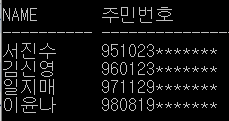 NAME 주민번호
---------- --------------------
서진수 951023*******
김신영 960123*******
일지매 971129*******
이윤나 980819*******